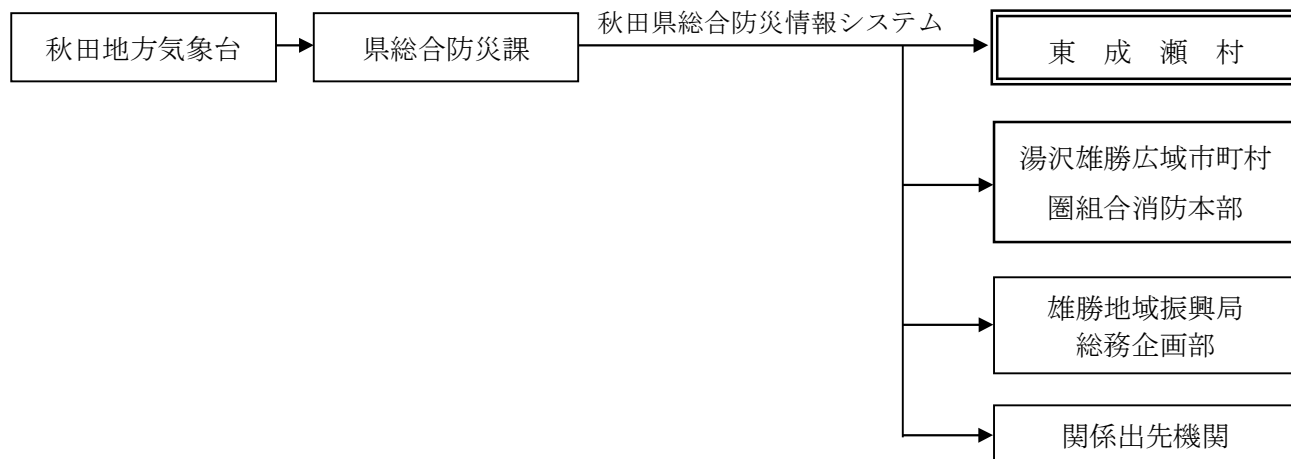 秋田地方気象台
県総合防災課
秋田県総合防災情報システム
東 成 瀬 村
湯沢雄勝広域市町村
圏組合消防本部
雄勝地域振興局
総務企画部
関係出先機関